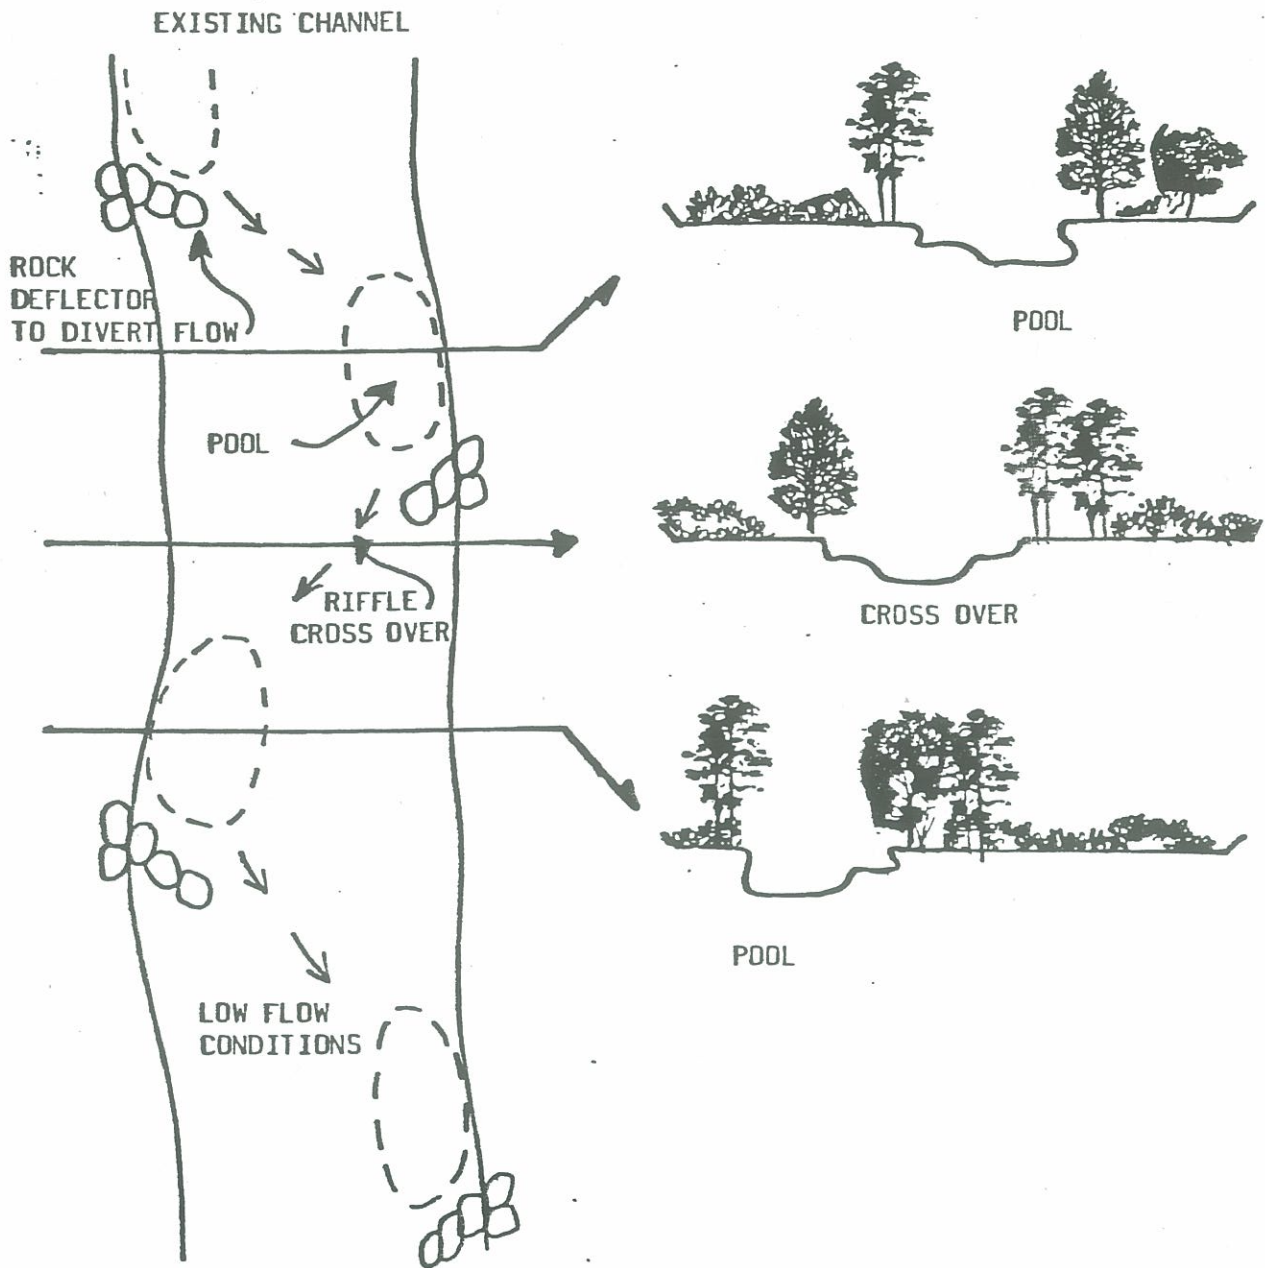 EXISTING CHANNEL
ROCK
DEFLECTOR
TO DIVERT FLOW
POOL
POOL
RIFFLE
CROSS OVER
CROSS OVER
POOL
LOW FLOW
CONDITIONS